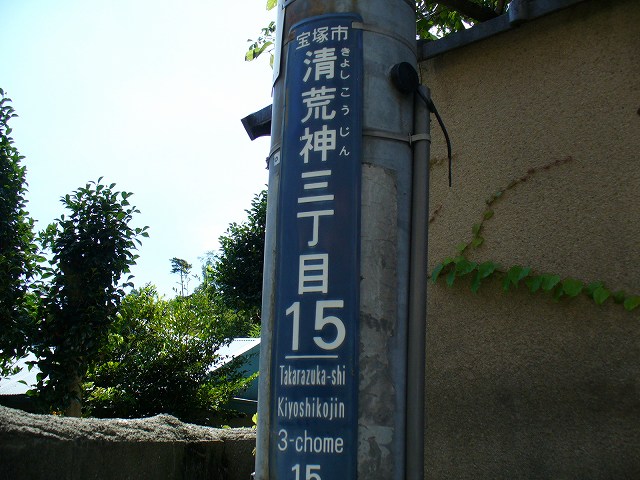 宝塚市
清荒神三丁目
きよしこうじん
15
Takarazuka-shi
Kiyoshikojin
3-chome
15